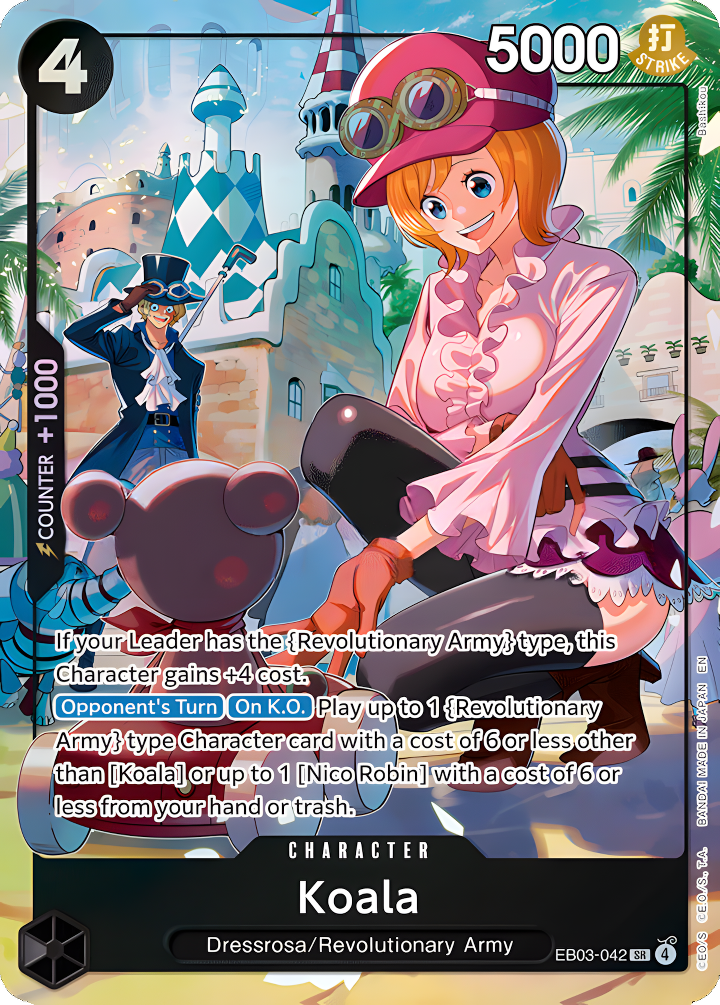 4
5000
打
STRIKE
Bashikou
COUNTER +1000
If your Leader has the {Revolutionary Army} type, this
Character gains +4 cost.
Opponent's Turn On K.O. Play up to 1 {Revolutionary
Army} type Character card with a cost of 6 or less other
than [Koala] or up to 1 [Nico Robin] with a cost of 6 or
less from your hand or trash.
CHARACTER
Koala
Dressrosa/Revolutionary Army
EB03-042 SR 4
©E.O/S ©E.O./S., T.A. BANDAI MADE IN JAPAN EN